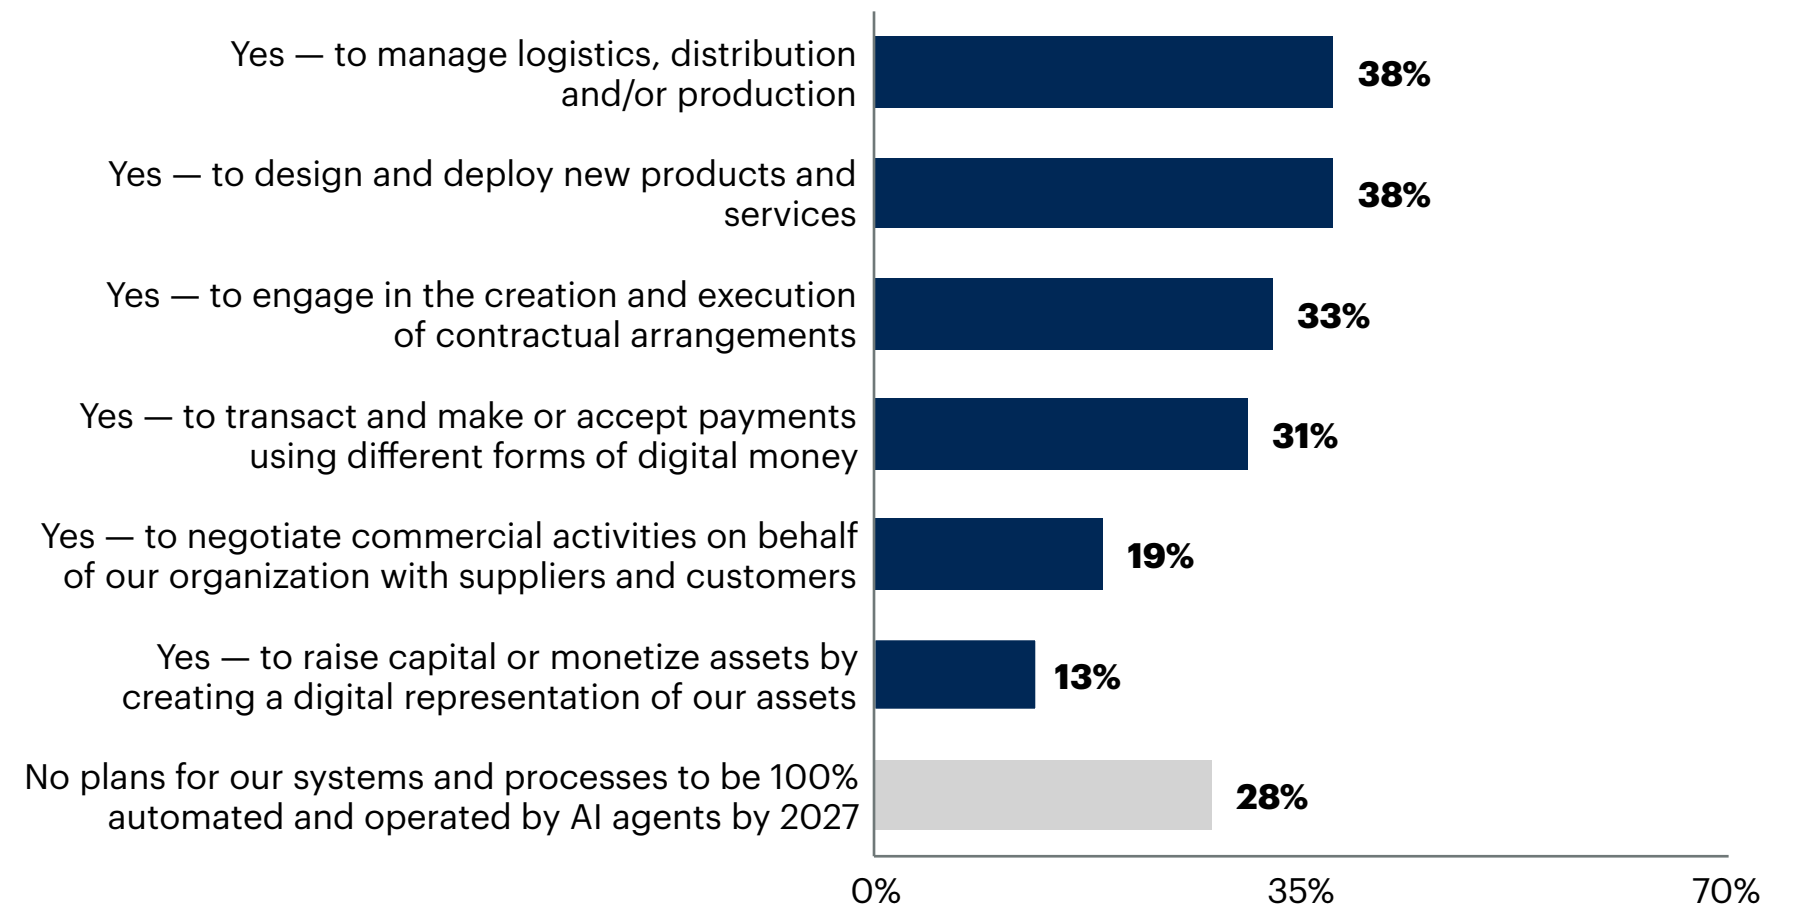 Yes — to manage logistics, distribution
and/or production
38%
Yes — to design and deploy new products and
services
38%
Yes — to engage in the creation and execution
of contractual arrangements
33%
Yes — to transact and make or accept payments
using different forms of digital money
31%
Yes — to negotiate commercial activities on behalf
of our organization with suppliers and customers
19%
Yes — to raise capital or monetize assets by
creating a digital representation of our assets
13%
No plans for our systems and processes to be 100%
automated and operated by AI agents by 2027
28%
0%
35%
70%